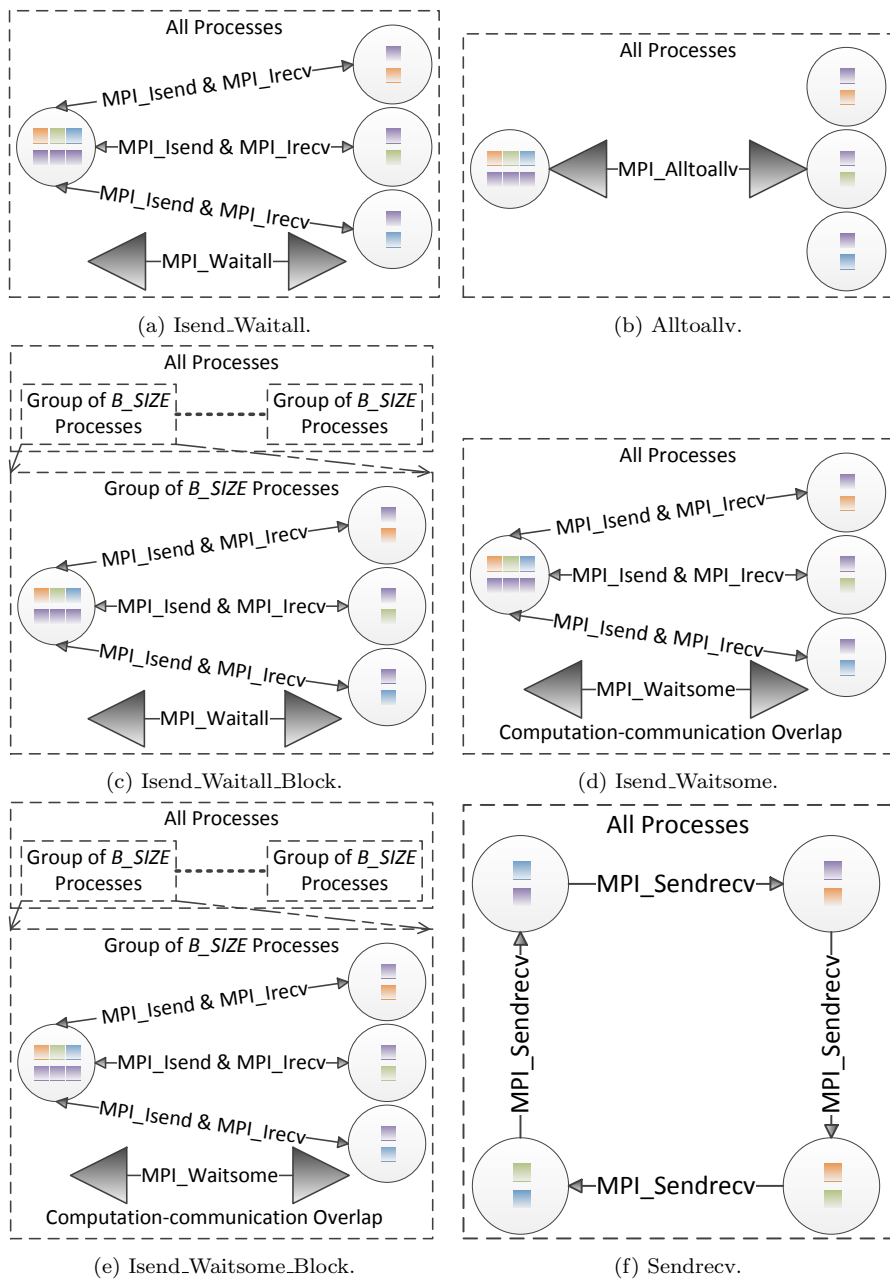 All Processes
MPI_Isend & MPI_Irecv
MPI_Isend & MPI_Irecv
MPI_Isend & MPI_Irecv
MPI_Waitall
(a) Isend_Waitall.
All Processes
MPI_Alltoallv
(b) Alltoallv.
All Processes
Group of B_SIZE
Processes
Group of B_SIZE
Processes
Group of B_SIZE Processes
MPI_Isend & MPI_Irecv
MPI_Isend & MPI_Irecv
MPI_Isend & MPI_Irecv
MPI_Waitall
(c) Isend_Waitall_Block.
All Processes
MPI_Isend & MPI_Irecv
MPI_Isend & MPI_Irecv
MPI_Isend & MPI_Irecv
MPI_Waitsome
Computation-communication Overlap
(d) Isend_Waitsome.
All Processes
Group of B_SIZE
Processes
Group of B_SIZE
Processes
Group of B_SIZE Processes
MPI_Isend & MPI_Irecv
MPI_Isend & MPI_Irecv
MPI_Isend & MPI_Irecv
MPI_Waitsome
Computation-communication Overlap
(e) Isend_Waitsome_Block.
All Processes
MPI_Sendrecv
MPI_Sendrecv
MPI_Sendrecv
MPI_Sendrecv
(f) Sendrecv.